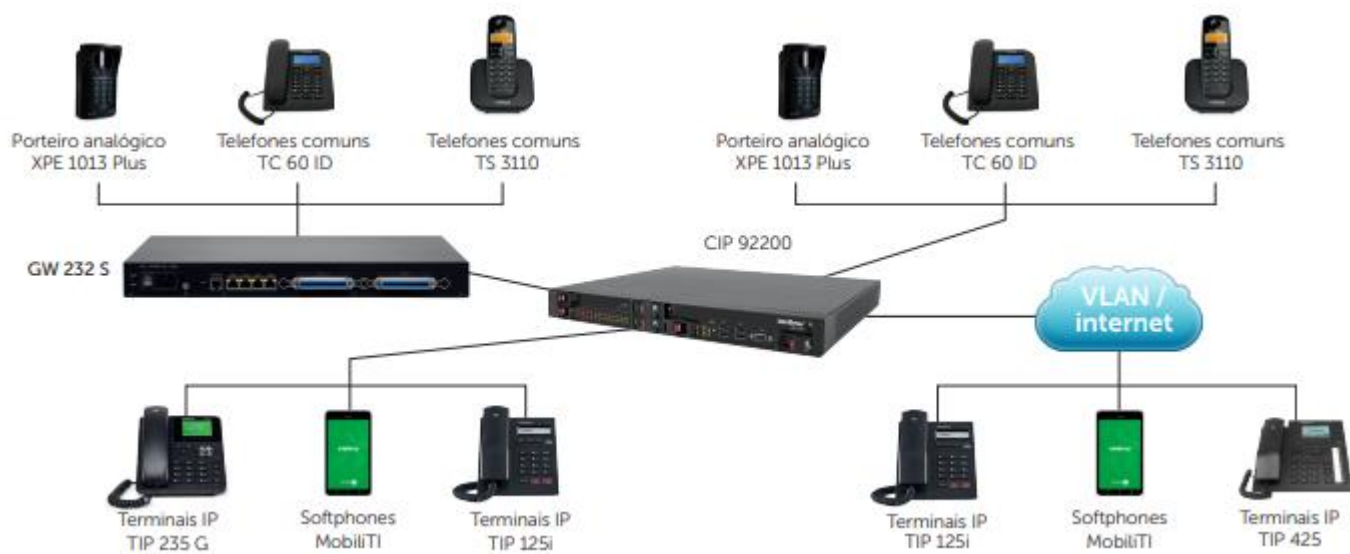 Porteiro analógico
XPE 1013 Plus
Telefones comuns
TC 60 ID
Telefones comuns
TS 3110
Porteiro analógico
XPE 1013 Plus
Telefones comuns
TC 60 ID
Telefones comuns
TS 3110
GW 232 S
CIP 92200
VLAN /
internet
Terminais IP
TIP 235 G
Softphones
MobiliTI
Terminais IP
TIP 125i
Terminais IP
TIP 125i
Softphones
MobiliTI
Terminais IP
TIP 425